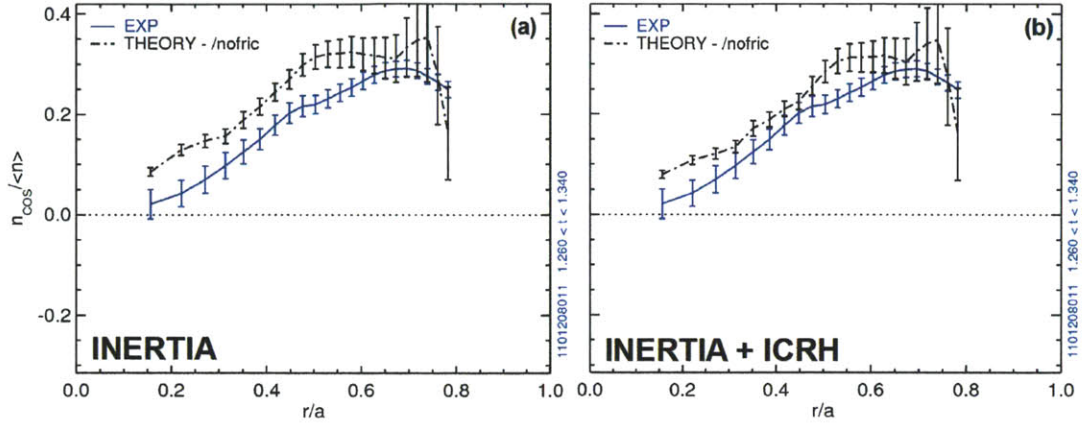 0.4
0.2
0.0
-0.2
n_cos/<n>
EXP
THEORY - /nofric
(a)
INERTIA
0.0 0.2 0.4 0.6 0.8 1.0
r/a
1101208011 1.260 < t < 1.340
EXP
THEORY - /nofric
(b)
INERTIA + ICRH
0.0 0.2 0.4 0.6 0.8 1.0
r/a
1101208011 1.260 < t < 1.340